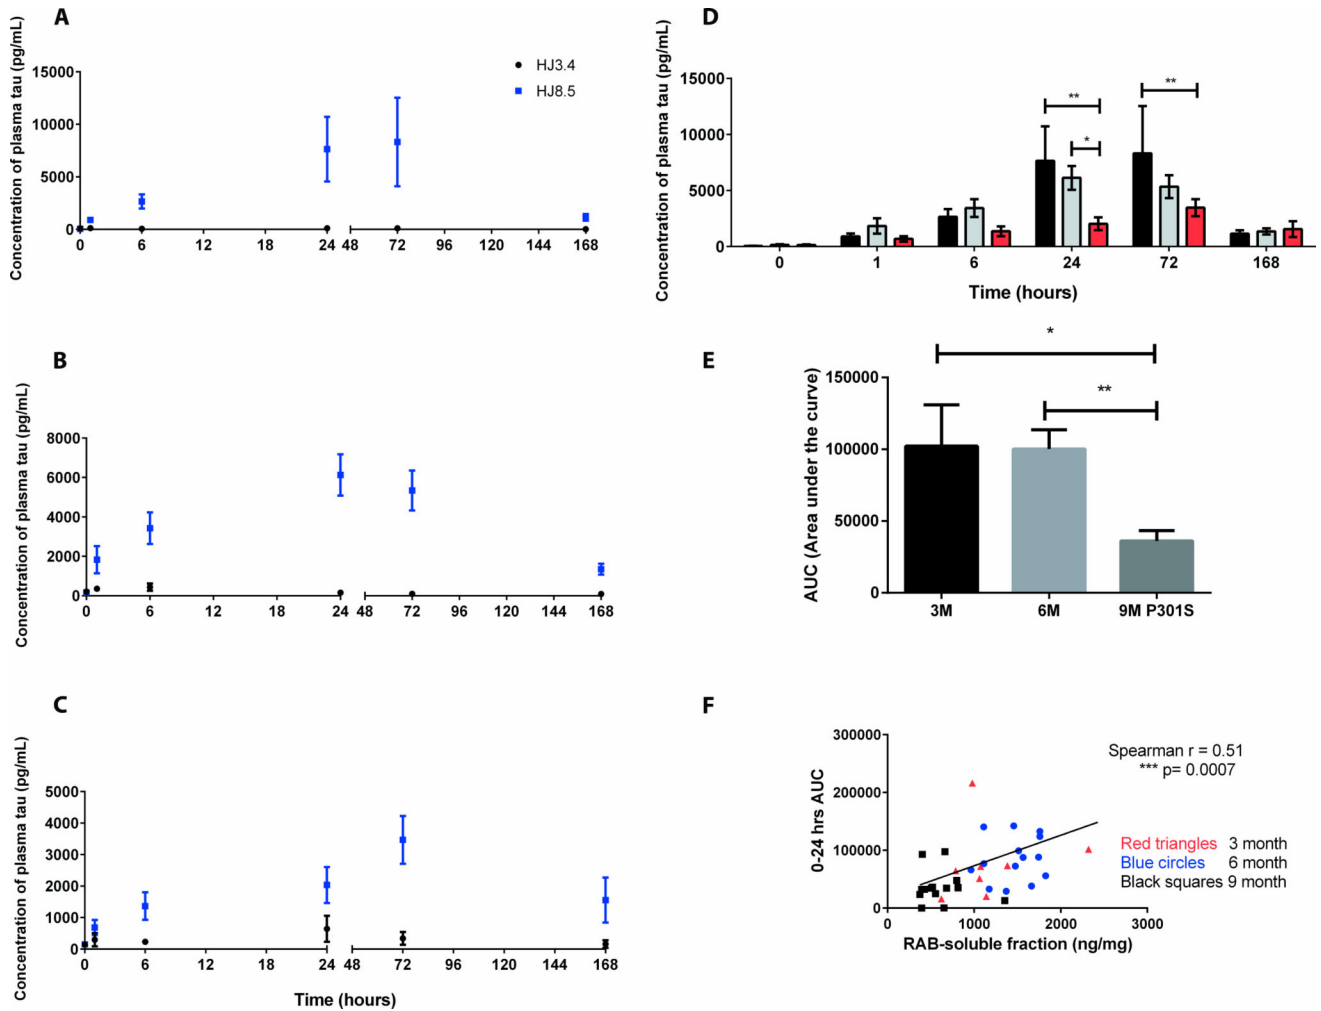 A
Concentration of plasma tau (pg/mL)
15000
10000
5000
0
0 6 12 18 24 48 72 96 120 144 168
HJ3.4
HJ8.5
B
Concentration of plasma tau (pg/mL)
8000
6000
4000
2000
0
0 6 12 18 24 48 72 96 120 144 168
C
Concentration of plasma tau (pg/mL)
5000
4000
3000
2000
1000
0
0 6 12 18 24 48 72 96 120 144 168
Time (hours)
D
Concentration of plasma tau (pg/mL)
15000
10000
5000
0
** * **
0 1 6 24 72 168
Time (hours)
E
AUC (Area under the curve)
150000
100000
50000
0
*
**
3M 6M 9M P301S
F
0-24 hrs AUC
300000
200000
100000
0
0 1000 2000 3000
RAB-soluble fraction (ng/mg)
Spearman r = 0.51
*** p= 0.0007
Red triangles 3 month
Blue circles 6 month
Black squares 9 month